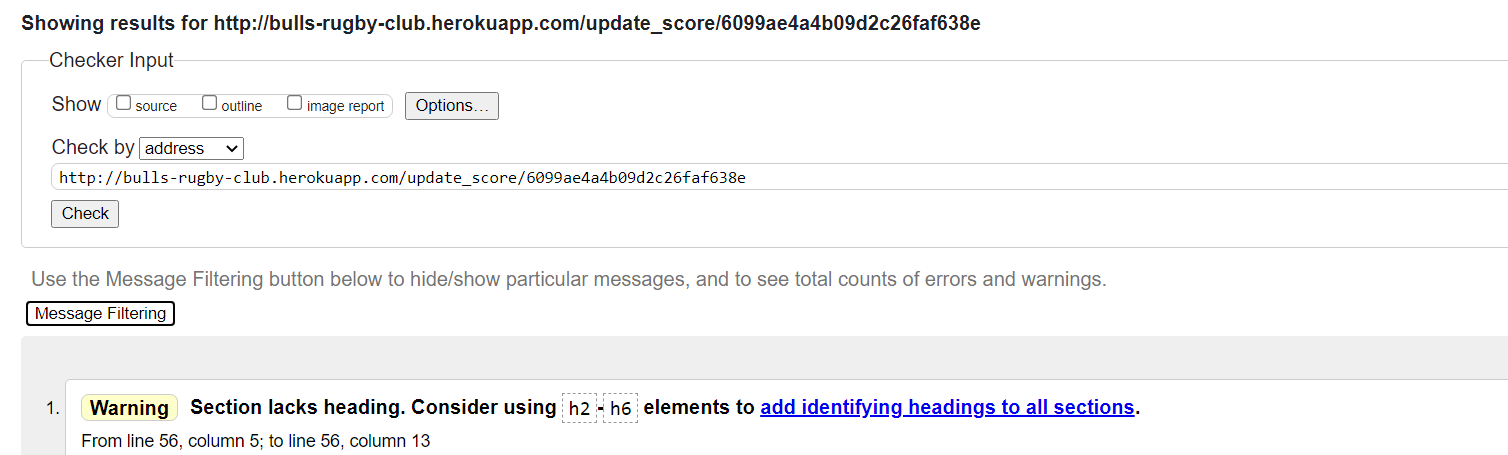 Showing results for http://bulls-rugby-club.herokuapp.com/update_score/6099ae4a4b09d2c26faf638e
Checker Input
Show source outline image report Options…
Check by address
http://bulls-rugby-club.herokuapp.com/update_score/6099ae4a4b09d2c26faf638e
Check
Use the Message Filtering button below to hide/show particular messages, and to see total counts of errors and warnings.
Message Filtering
1. Warning Section lacks heading. Consider using h2-h6 elements to add identifying headings to all sections.
From line 56, column 5; to line 56, column 13